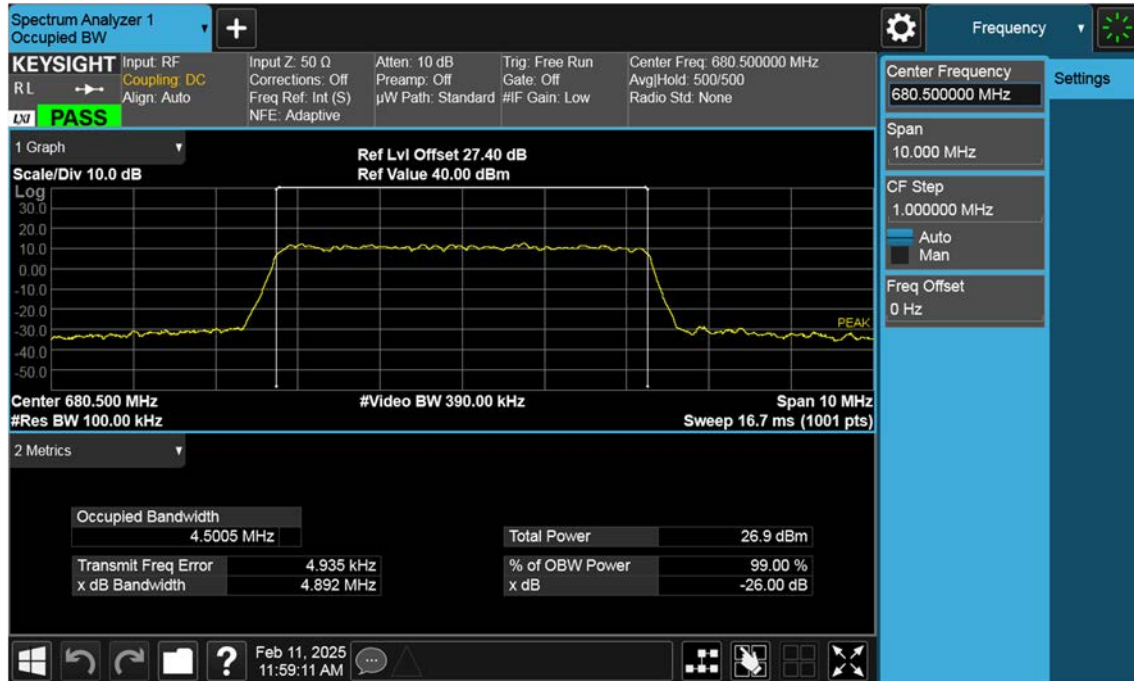 Spectrum Analyzer 1
Occupied BW
+
Frequency
KEYSIGHT
R L
LXI PASS
Input: RF
Coupling: DC
Align: Auto
Input Z: 50 Ω
Corrections: Off
Freq Ref: Int (S)
NFE: Adaptive
Atten: 10 dB
Preamp: Off
µW Path: Standard
Trig: Free Run
Gate: Off
#IF Gain: Low
Center Freq: 680.500000 MHz
Avg|Hold: 500/500
Radio Std: None
Center Frequency
680.500000 MHz
Settings
Span
10.000 MHz
CF Step
1.000000 MHz
Auto
Man
Freq Offset
0 Hz
1 Graph
Scale/Div 10.0 dB
Ref Lvl Offset 27.40 dB
Ref Value 40.00 dBm
Log
30.0
20.0
10.0
0.00
-10.0
-20.0
-30.0
-40.0
-50.0
PEAK
Center 680.500 MHz
#Video BW 390.00 kHz
Span 10 MHz
#Res BW 100.00 kHz
Sweep 16.7 ms (1001 pts)
2 Metrics
Occupied Bandwidth
4.5005 MHz
Total Power 26.9 dBm
Transmit Freq Error 4.935 kHz
% of OBW Power 99.00 %
x dB Bandwidth 4.892 MHz
x dB -26.00 dB
?
Feb 11, 2025
11:59:11 AM